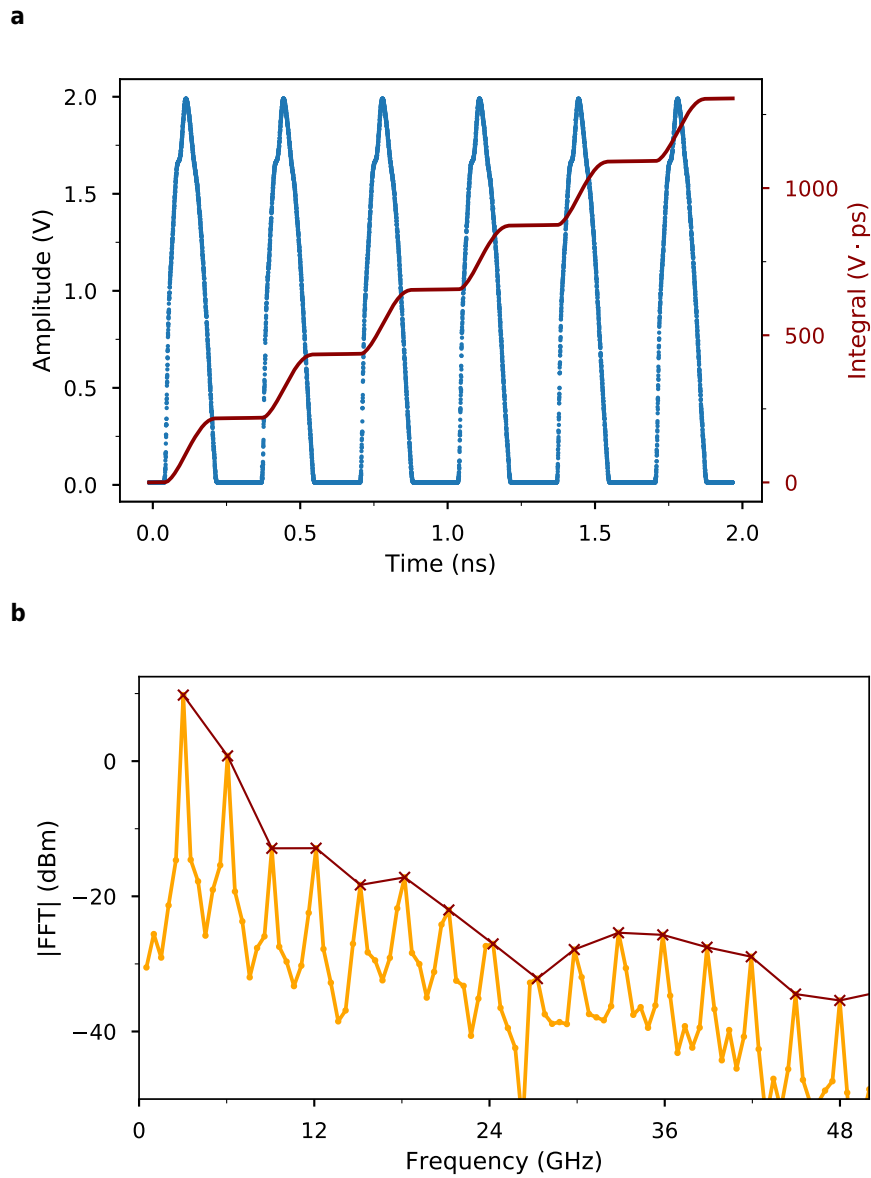 a
2.0
1.5
1.0
0.5
0.0
Amplitude (V)
1000
500
0
Integral (V · ps)
0.0 0.5 1.0 1.5 2.0
Time (ns)
b
0
−20
−40
|FFT| (dBm)
0 12 24 36 48
Frequency (GHz)